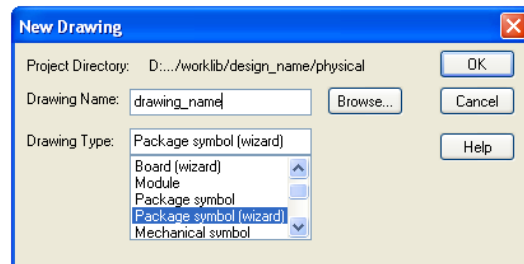 New Drawing
Project Directory: D:.../worklib/design_name/physical
OK
Drawing Name: drawing_name
Browse...
Cancel
Drawing Type: Package symbol (wizard)
Help
Board (wizard)
Module
Package symbol
Package symbol (wizard)
Mechanical symbol